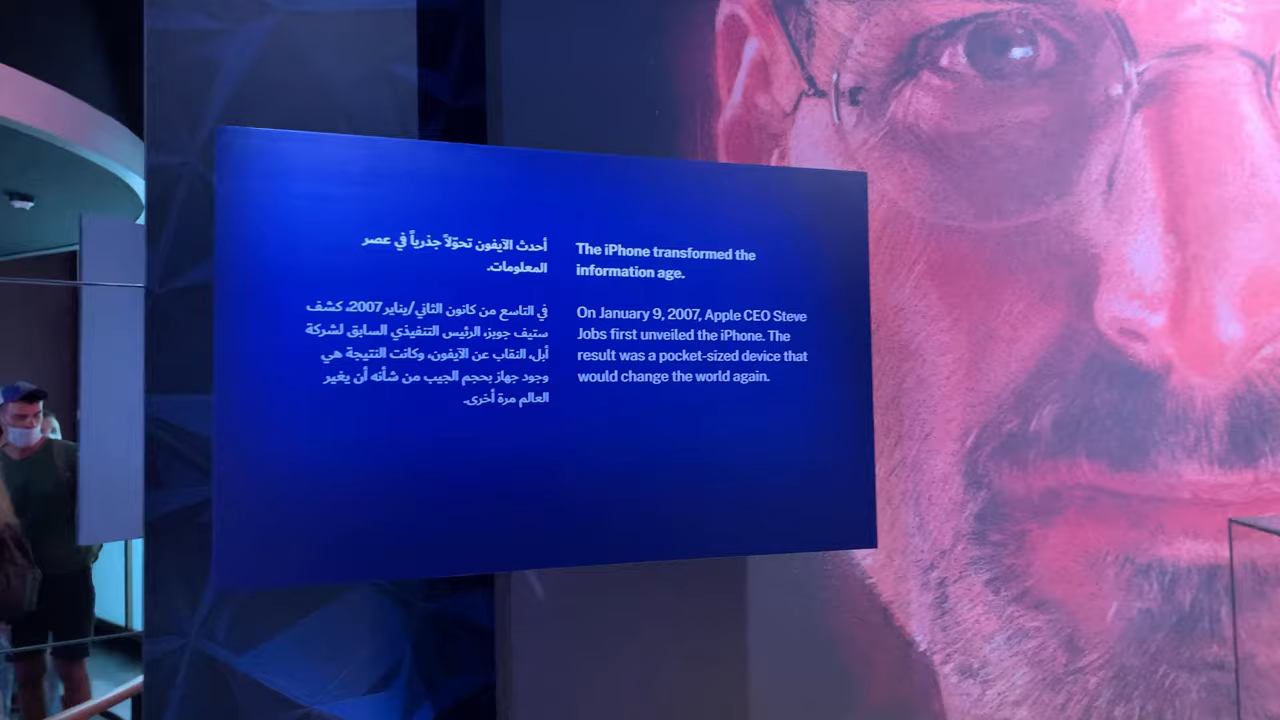 أحدث الآيفون تحوّلاً جذرياً في عصر
المعلومات.
في التاسع من كانون الثاني/يناير 2007، كشف
ستيف جوبز، الرئيس التنفيذي السابق لشركة
أبل، النقاب عن الآيفون، وكانت النتيجة هي
وجود جهاز بحجم الجيب من شأنه أن يغير
العالم مرة أخرى.
The iPhone transformed the
information age.
On January 9, 2007, Apple CEO Steve
Jobs first unveiled the iPhone. The
result was a pocket-sized device that
would change the world again.